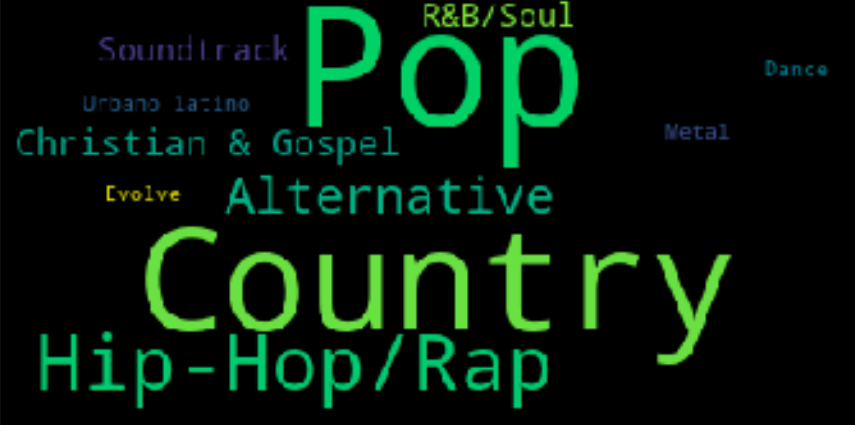 R&B/Soul
Pop
Soundtrack
Dance
Urbano latino
Metal
Christian & Gospel
Evolve
Alternative
Country
Hip-Hop/Rap